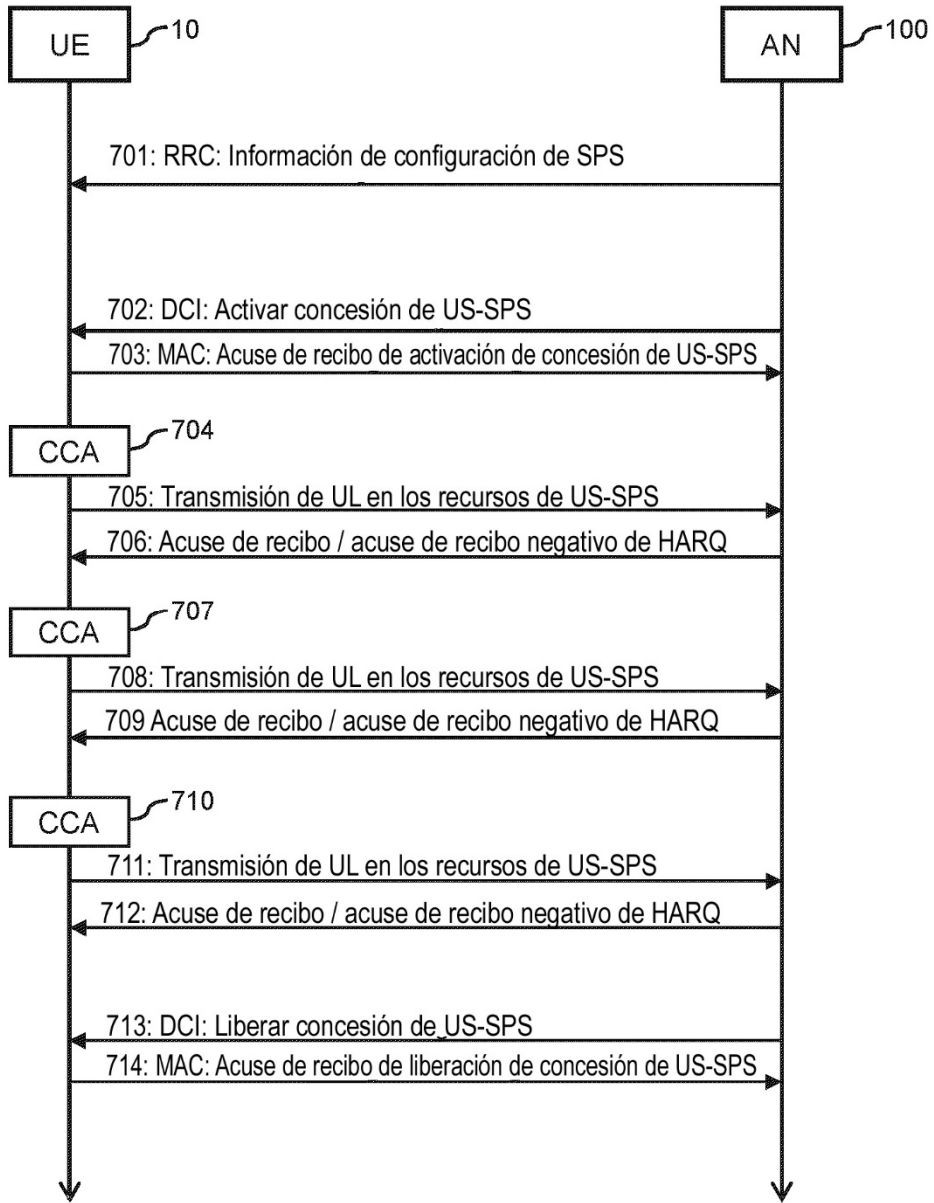 UE
10
AN
100
701: RRC: Información de configuración de SPS
702: DCI: Activar concesión de US-SPS
703: MAC: Acuse de recibo de activación de concesión de US-SPS
CCA
704
705: Transmisión de UL en los recursos de US-SPS
706: Acuse de recibo / acuse de recibo negativo de HARQ
CCA
707
708: Transmisión de UL en los recursos de US-SPS
709 Acuse de recibo / acuse de recibo negativo de HARQ
CCA
710
711: Transmisión de UL en los recursos de US-SPS
712: Acuse de recibo / acuse de recibo negativo de HARQ
713: DCI: Liberar concesión de US-SPS
714: MAC: Acuse de recibo de liberación de concesión de US-SPS